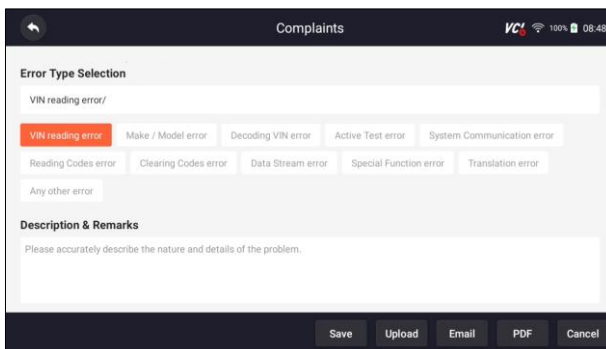 Complaints VCI 100% 08:48
Error Type Selection
VIN reading error/
VIN reading error Make / Model error Decoding VIN error Active Test error System Communication error
Reading Codes error Clearing Codes error Data Stream error Special Function error Translation error
Any other error
Description & Remarks
Please accurately describe the nature and details of the problem.
Save Upload Email PDF Cancel